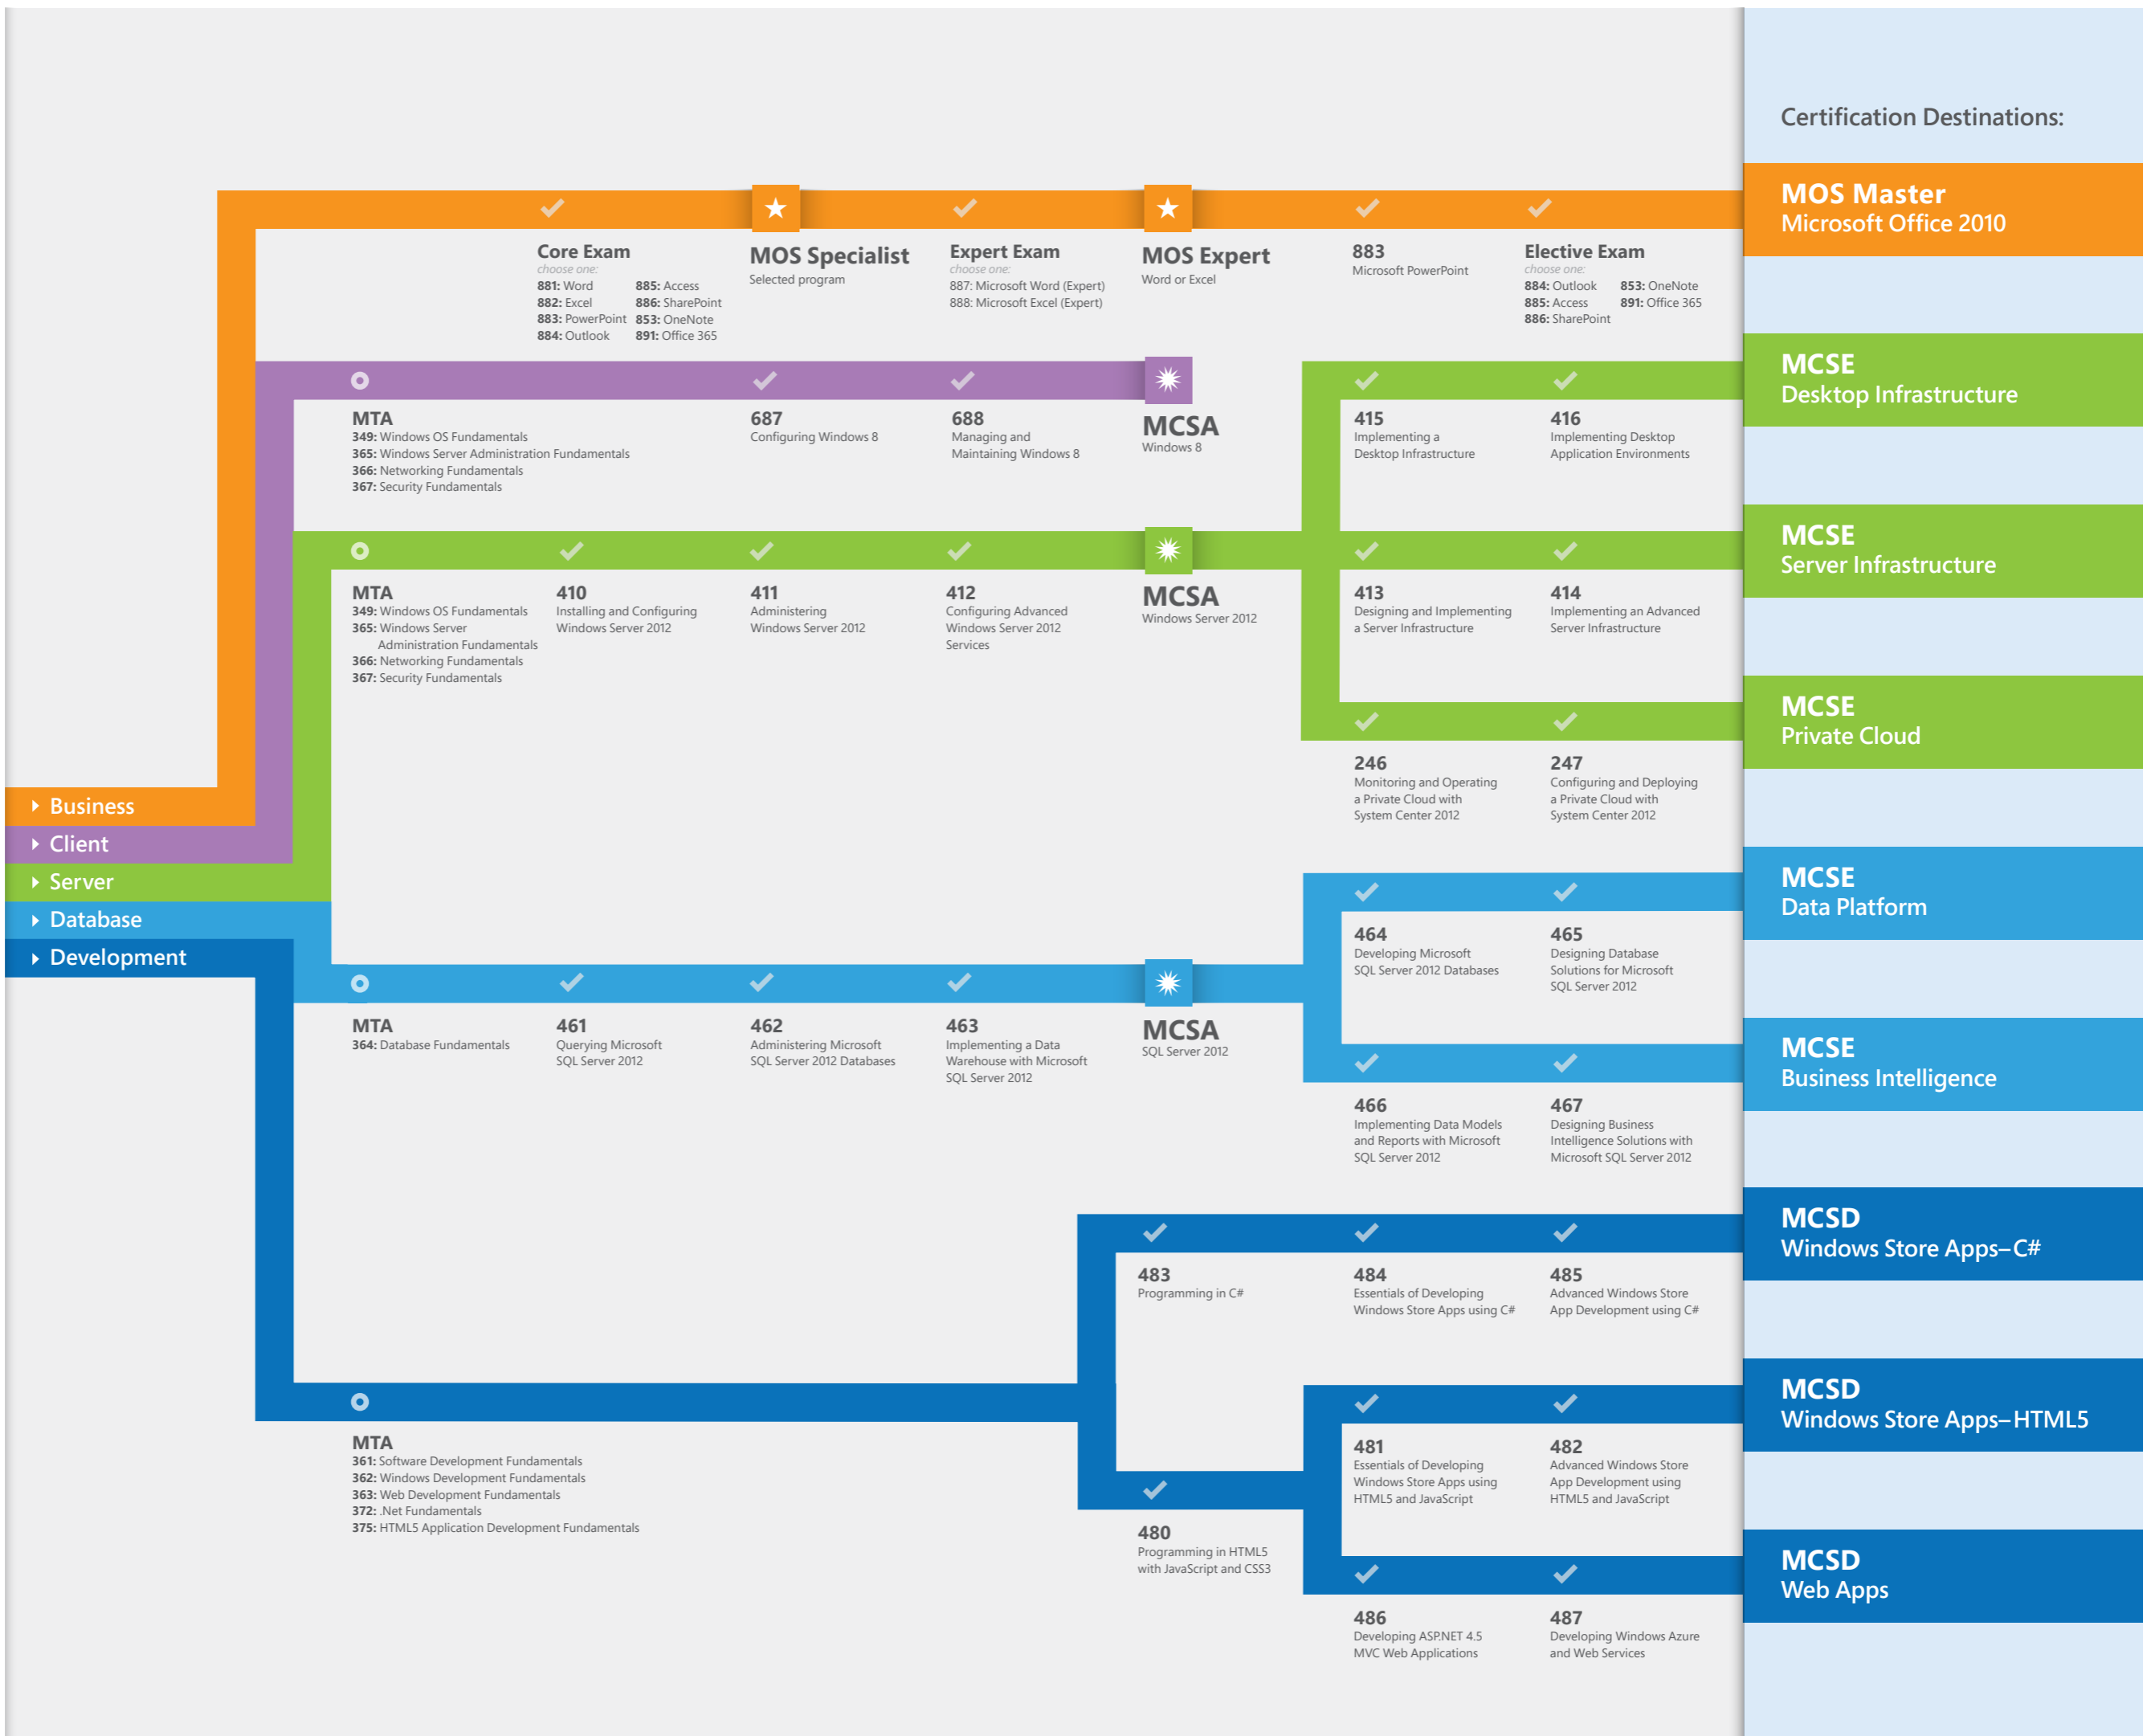 Certification Destinations:
MOS Master
Microsoft Office 2010
Core Exam
choose one:
881: Word
882: Excel
883: PowerPoint
884: Outlook
885: Access
886: SharePoint
853: OneNote
891: Office 365
MOS Specialist
Selected program
Expert Exam
choose one:
887: Microsoft Word (Expert)
888: Microsoft Excel (Expert)
MOS Expert
Word or Excel
883
Microsoft PowerPoint
Elective Exam
choose one:
884: Outlook
885: Access
886: SharePoint
853: OneNote
891: Office 365
MCSE
Desktop Infrastructure
MTA
349: Windows OS Fundamentals
365: Windows Server Administration Fundamentals
366: Networking Fundamentals
367: Security Fundamentals
687
Configuring Windows 8
688
Managing and
Maintaining Windows 8
MCSA
Windows 8
415
Implementing a
Desktop Infrastructure
416
Implementing Desktop
Application Environments
MCSE
Server Infrastructure
MTA
349: Windows OS Fundamentals
365: Windows Server
Administration Fundamentals
366: Networking Fundamentals
367: Security Fundamentals
410
Installing and Configuring
Windows Server 2012
411
Administering
Windows Server 2012
412
Configuring Advanced
Windows Server 2012
Services
MCSA
Windows Server 2012
413
Designing and Implementing
a Server Infrastructure
414
Implementing an Advanced
Server Infrastructure
MCSE
Private Cloud
246
Monitoring and Operating
a Private Cloud with
System Center 2012
247
Configuring and Deploying
a Private Cloud with
System Center 2012
Business
Client
Server
Database
Development
MCSE
Data Platform
464
Developing Microsoft
SQL Server 2012 Databases
465
Designing Database
Solutions for Microsoft
SQL Server 2012
MTA
364: Database Fundamentals
461
Querying Microsoft
SQL Server 2012
462
Administering Microsoft
SQL Server 2012 Databases
463
Implementing a Data
Warehouse with Microsoft
SQL Server 2012
MCSA
SQL Server 2012
MCSE
Business Intelligence
466
Implementing Data Models
and Reports with Microsoft
SQL Server 2012
467
Designing Business
Intelligence Solutions with
Microsoft SQL Server 2012
MCSD
Windows Store Apps–C#
483
Programming in C#
484
Essentials of Developing
Windows Store Apps using C#
485
Advanced Windows Store
App Development using C#
MCSD
Windows Store Apps–HTML5
MTA
361: Software Development Fundamentals
362: Windows Development Fundamentals
363: Web Development Fundamentals
372: .Net Fundamentals
375: HTML5 Application Development Fundamentals
481
Essentials of Developing
Windows Store Apps using
HTML5 and JavaScript
482
Advanced Windows Store
App Development using
HTML5 and JavaScript
480
Programming in HTML5
with JavaScript and CSS3
MCSD
Web Apps
486
Developing ASP.NET 4.5
MVC Web Applications
487
Developing Windows Azure
and Web Services